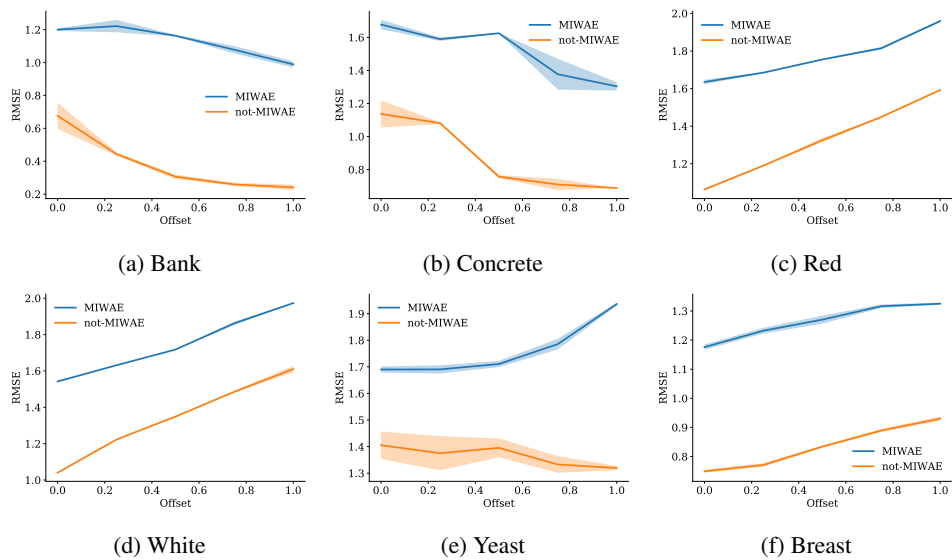 1.4
1.2
1.0
0.8
0.6
0.4
0.2
RMSE
MIWAE
not-MIWAE
0.0 0.2 0.4 0.6 0.8 1.0
Offset
(a) Bank
1.6
1.4
1.2
1.0
0.8
RMSE
MIWAE
not-MIWAE
0.0 0.2 0.4 0.6 0.8 1.0
Offset
(b) Concrete
2.0
1.8
1.6
1.4
1.2
RMSE
MIWAE
not-MIWAE
0.0 0.2 0.4 0.6 0.8 1.0
Offset
(c) Red
2.0
1.8
1.6
1.4
1.2
1.0
RMSE
MIWAE
not-MIWAE
0.0 0.2 0.4 0.6 0.8 1.0
Offset
(d) White
1.9
1.8
1.7
1.6
1.5
1.4
1.3
RMSE
MIWAE
not-MIWAE
0.0 0.2 0.4 0.6 0.8 1.0
Offset
(e) Yeast
1.3
1.2
1.1
1.0
0.9
0.8
RMSE
MIWAE
not-MIWAE
0.0 0.2 0.4 0.6 0.8 1.0
Offset
(f) Breast